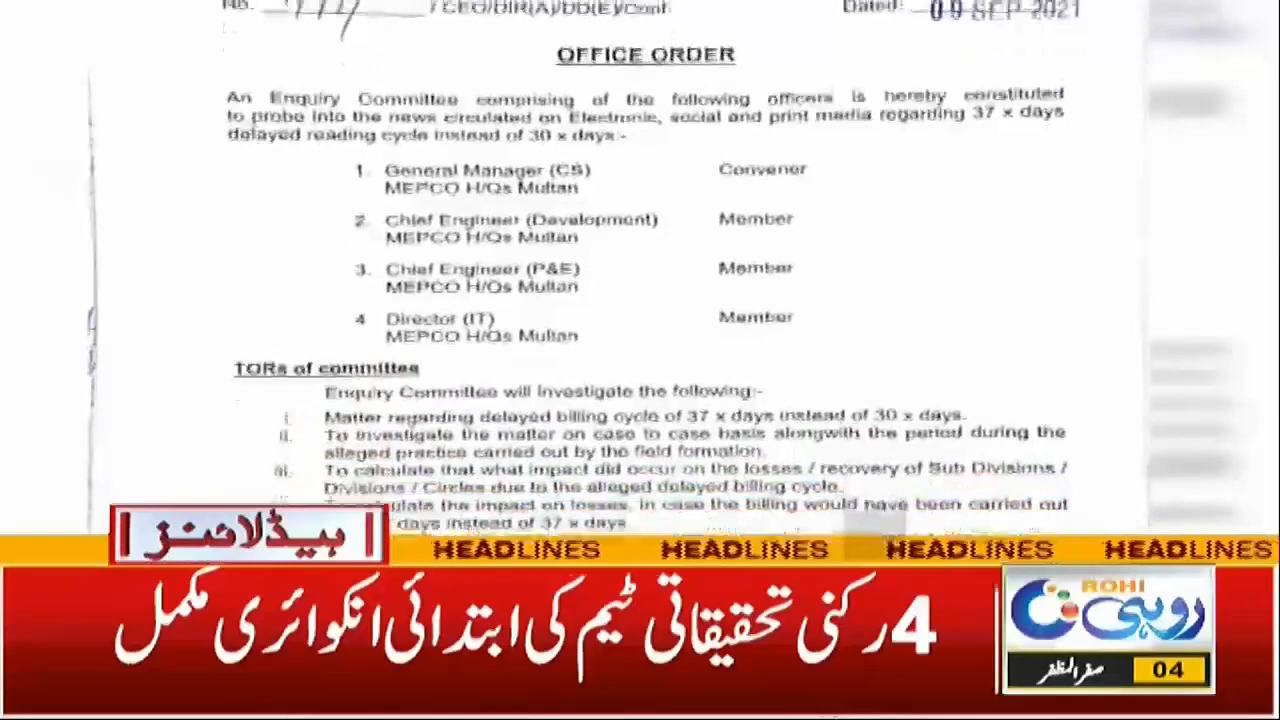 No. / CEO/DIR(A)/DD(E)/Conf Dated: 09 SEP 2021
OFFICE ORDER
An Enquiry Committee comprising of the following officers is hereby constituted
to probe into the news circulated on Electronic, social and print media regarding 37 x days
delayed reading cycle instead of 30 x days:-
1. General Manager (CS) Convener
MEPCO H/Qs Multan
2. Chief Engineer (Development) Member
MEPCO H/Qs Multan
3. Chief Engineer (P&E) Member
MEPCO H/Qs Multan
4 Director (IT) Member
MEPCO H/Qs Multan
TORs of committee
Enquiry Committee will investigate the following:-
i. Matter regarding delayed billing cycle of 37 x days instead of 30 x days.
ii. To investigate the matter on case to case basis alongwith the period during the
alleged practice carried out by the field formation.
iii. To calculate that what impact did occur on the losses / recovery of Sub Divisions /
Divisions / Circles due to the alleged delayed billing cycle.
the impact on losses, in case the billing would have been carried out
days instead of 37 x days
ہیڈلائنز
HEADLINES HEADLINES HEADLINES HEADLINES
4 رکنی تحقیقاتی ٹیم کی ابتدائی انکوائری مکمل
ROHI
روہی
صفر المظفر 04